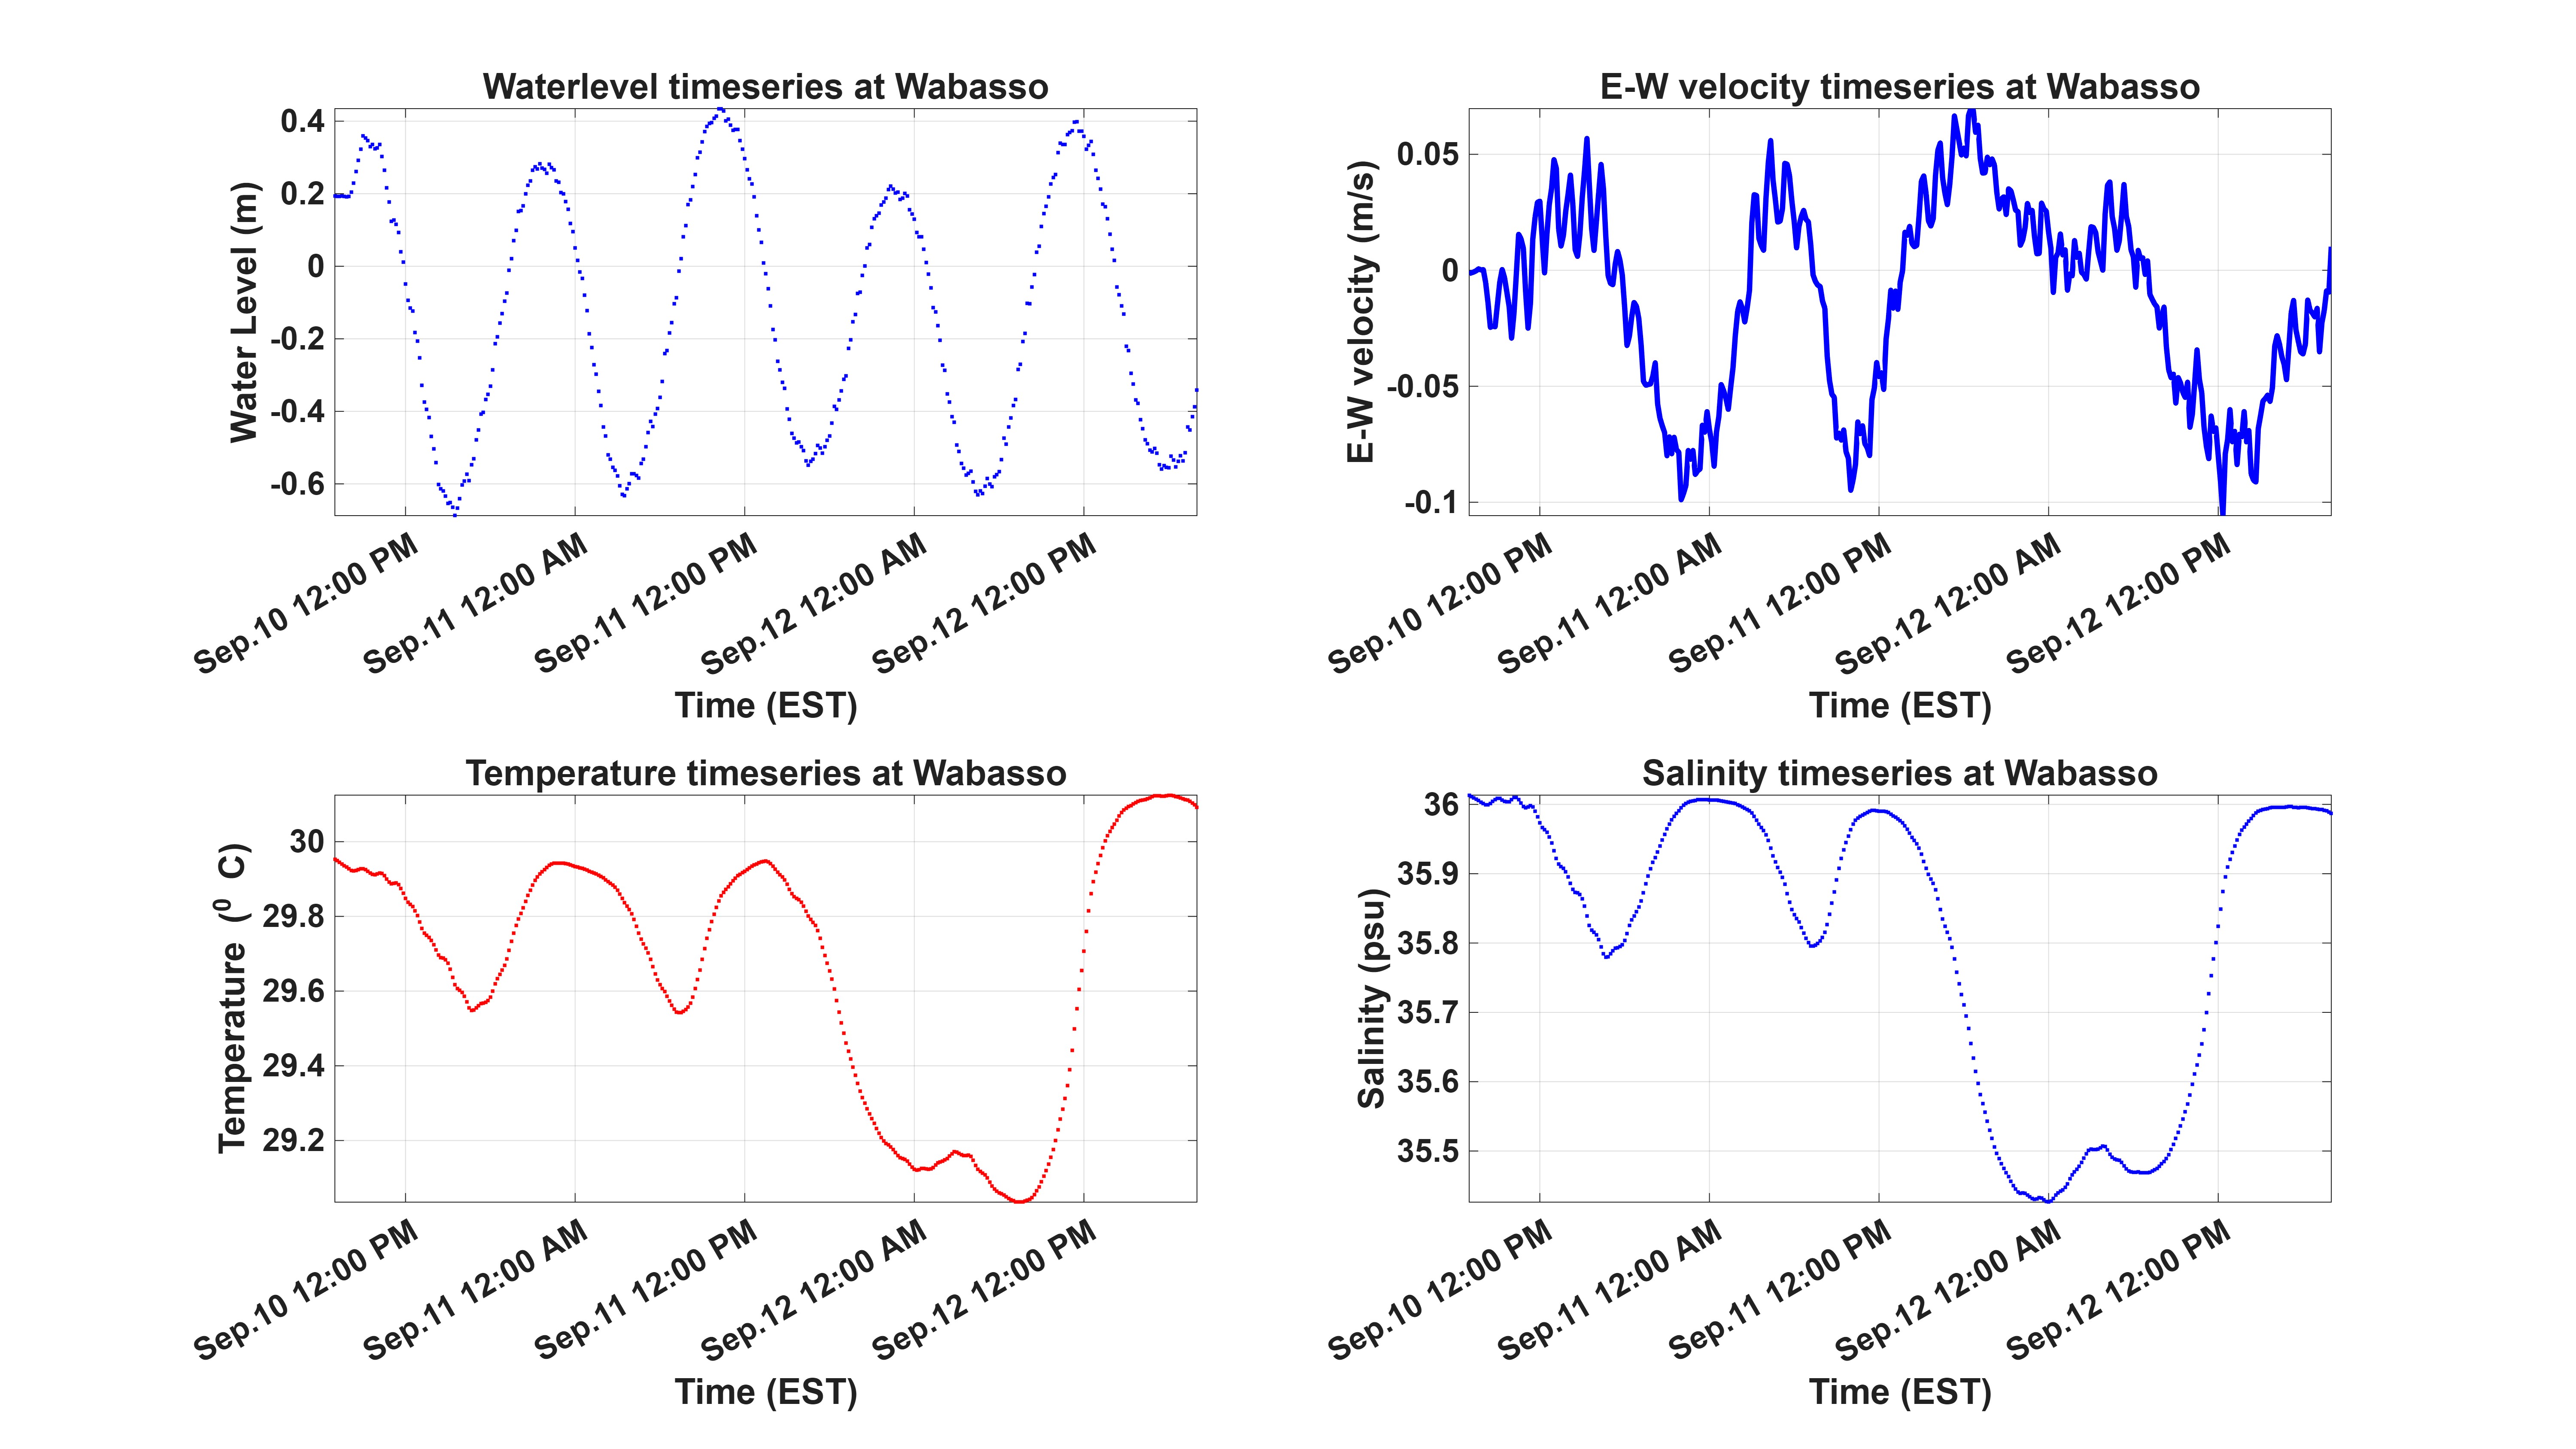 Waterlevel timeseries at Wabasso
Water Level (m)
0.4
0.2
0
-0.2
-0.4
-0.6
Sep.10 12:00 PM
Sep.11 12:00 AM
Sep.11 12:00 PM
Sep.12 12:00 AM
Sep.12 12:00 PM
Time (EST)
E-W velocity timeseries at Wabasso
E-W velocity (m/s)
0.05
0
-0.05
-0.1
Sep.10 12:00 PM
Sep.11 12:00 AM
Sep.11 12:00 PM
Sep.12 12:00 AM
Sep.12 12:00 PM
Time (EST)
Temperature timeseries at Wabasso
Temperature (⁰ C)
30
29.8
29.6
29.4
29.2
Sep.10 12:00 PM
Sep.11 12:00 AM
Sep.11 12:00 PM
Sep.12 12:00 AM
Sep.12 12:00 PM
Time (EST)
Salinity timeseries at Wabasso
Salinity (psu)
36
35.9
35.8
35.7
35.6
35.5
Sep.10 12:00 PM
Sep.11 12:00 AM
Sep.11 12:00 PM
Sep.12 12:00 AM
Sep.12 12:00 PM
Time (EST)